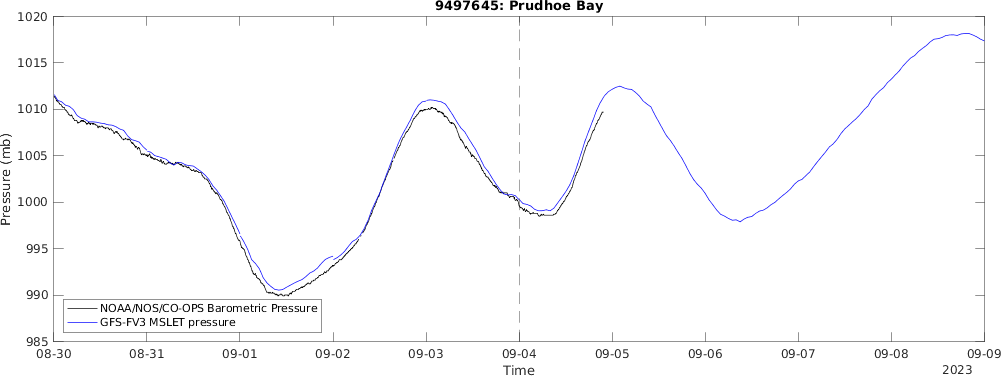 9497645: Prudhoe Bay
Pressure (mb)
1020
1015
1010
1005
1000
995
990
985
NOAA/NOS/CO-OPS Barometric Pressure
GFS-FV3 MSLET pressure
08-30 08-31 09-01 09-02 09-03 09-04 09-05 09-06 09-07 09-08 09-09
Time
2023